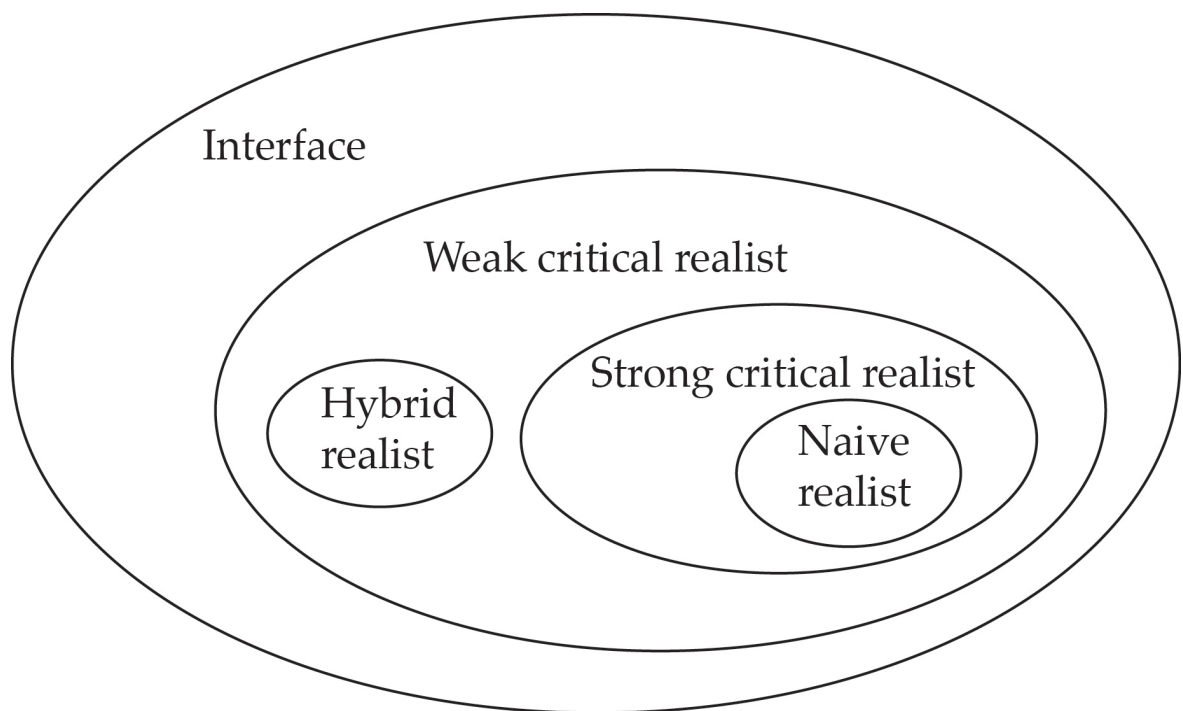 Interface
Weak critical realist
Strong critical realist
Hybrid
realist
Naive
realist